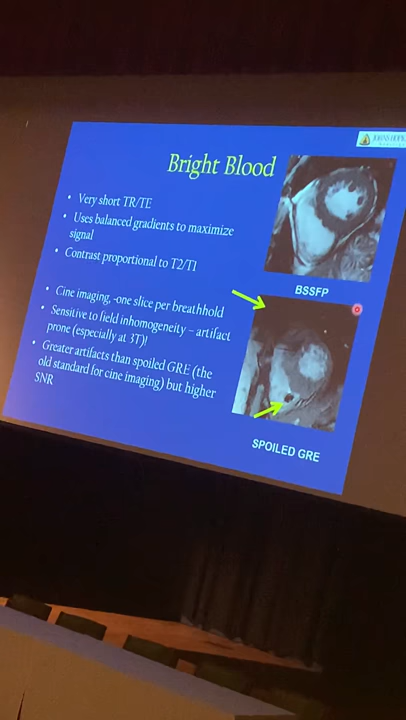 JOHNS HOPKINS
Bright Blood
• Very short TR/TE
• Uses balanced gradients to maximize
signal
• Contrast proportional to T2/T1
• Cine imaging, -one slice per breathhold
• Sensitive to field inhomogeneity – artifact
prone (especially at 3T)!
• Greater artifacts than spoiled GRE (the
old standard for cine imaging) but higher
SNR
BSSFP
SPOILED GRE